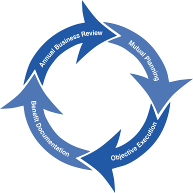 Annual Business Review
Mutual Planning
Objective Execution
Benefit Documentation